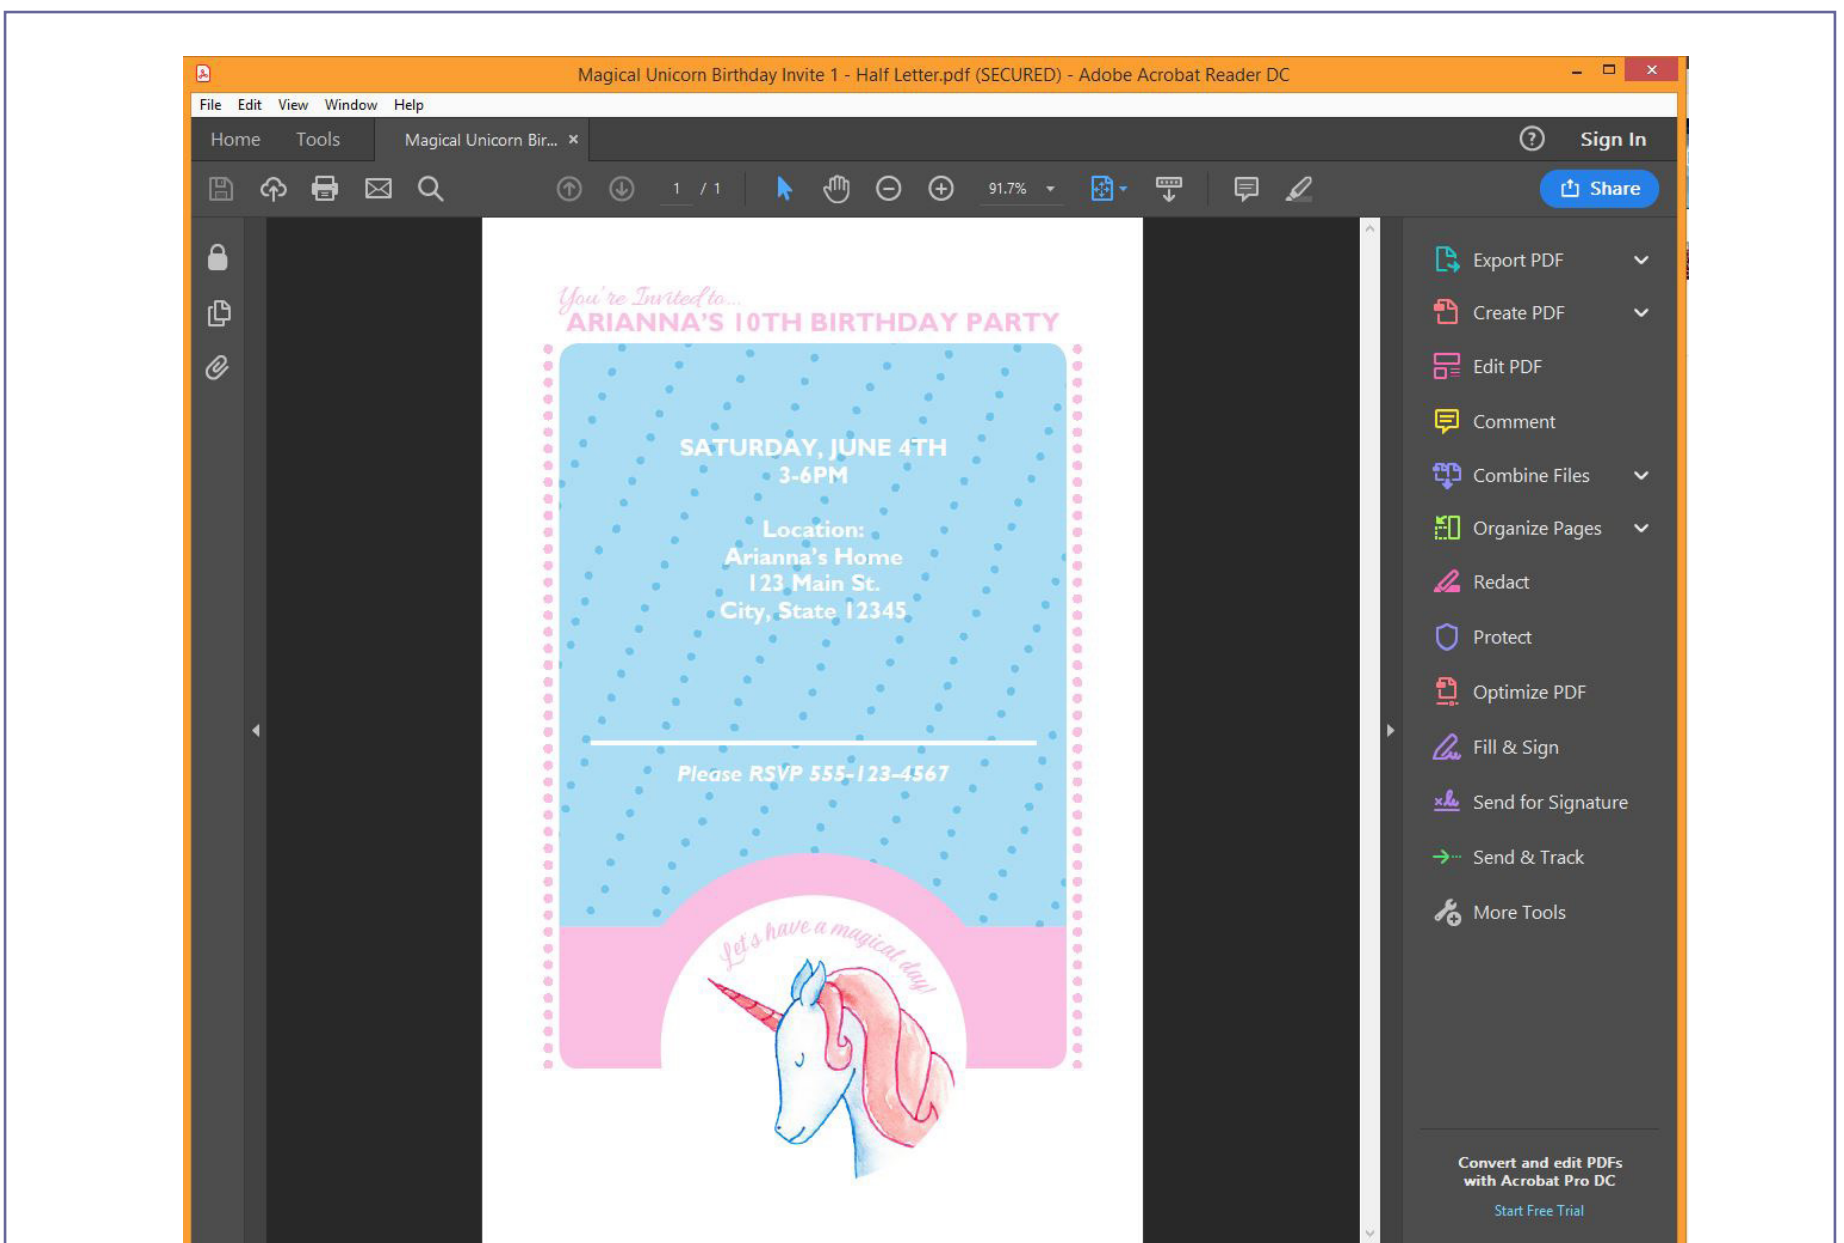 Magical Unicorn Birthday Invite 1 - Half Letter.pdf (SECURED) - Adobe Acrobat Reader DC
File Edit View Window Help
Home Tools Magical Unicorn Bir... × Sign In
1 / 1 91.7% Share
You're Invited to...
ARIANNA'S 10TH BIRTHDAY PARTY
SATURDAY, JUNE 4TH
3-6PM
Location:
Arianna's Home
123 Main St.
City, State 12345
Please RSVP 555-123-4567
Let's have a magical day!
Export PDF
Create PDF
Edit PDF
Comment
Combine Files
Organize Pages
Redact
Protect
Optimize PDF
Fill & Sign
Send for Signature
Send & Track
More Tools
Convert and edit PDFs
with Acrobat Pro DC
Start Free Trial